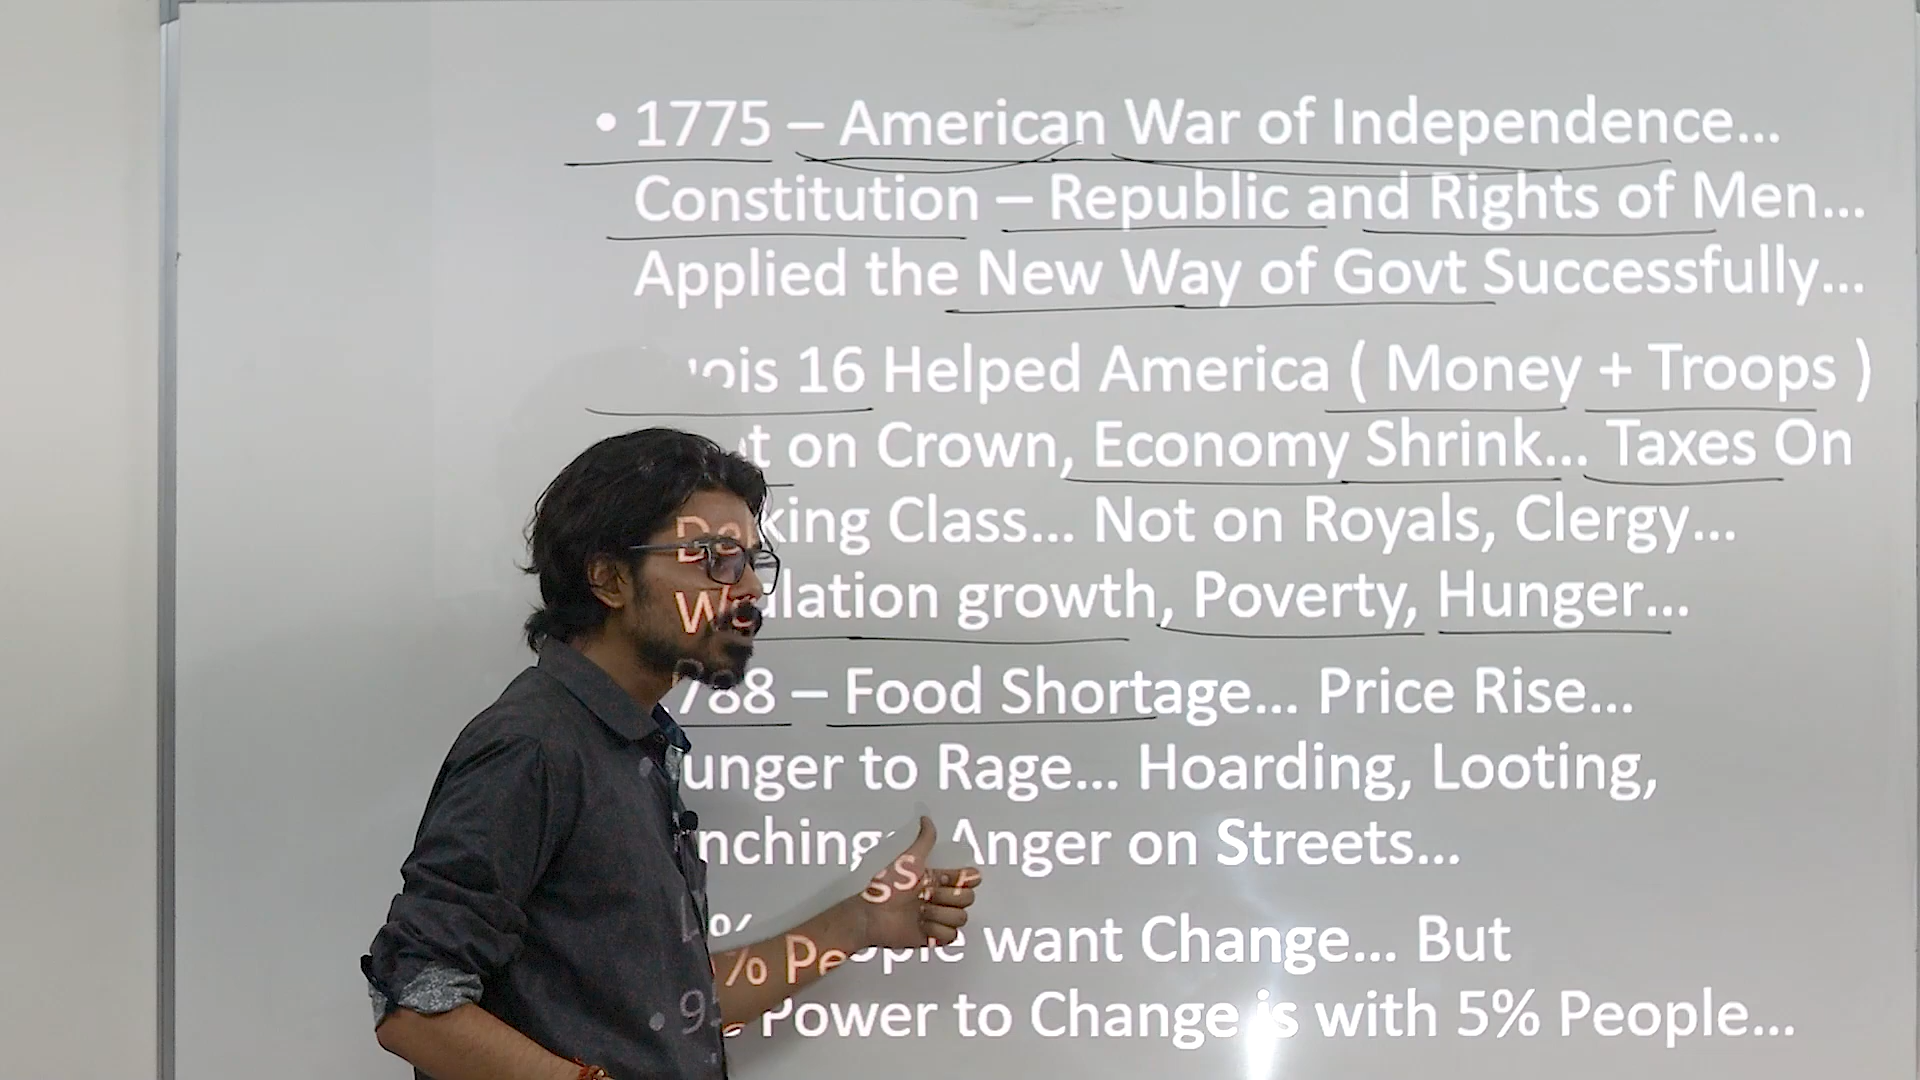 • 1775 – American War of Independence...
Constitution – Republic and Rights of Men...
Applied the New Way of Govt Successfully...
16 Helped America ( Money + Troops )
on Crown, Economy Shrink... Taxes On
Class... Not on Royals, Clergy...
growth, Poverty, Hunger...
– Food Shortage... Price Rise...
to Rage... Hoarding, Looting,
Anger on Streets...
want Change... But
Power to Change is with 5% People...